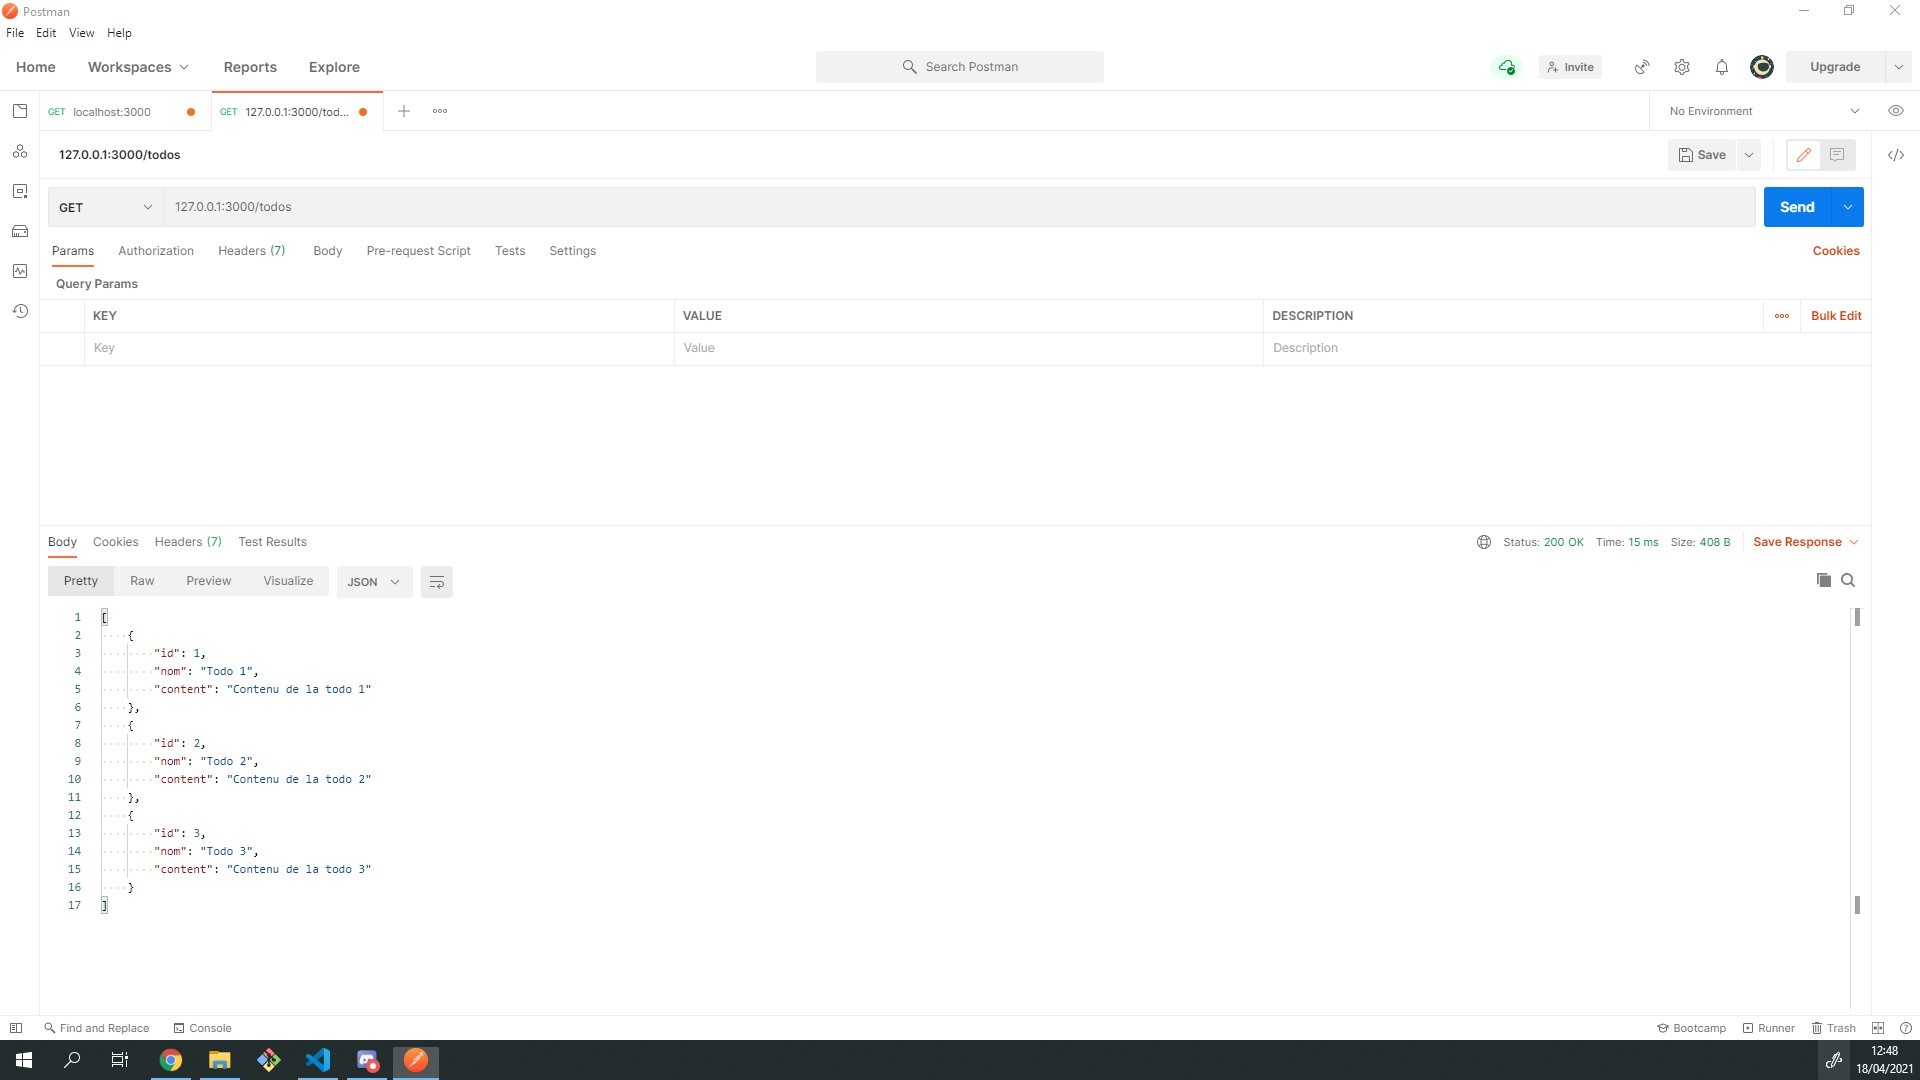 Postman
File Edit View Help
Home Workspaces Reports Explore Search Postman Invite Upgrade
GET localhost:3000 GET 127.0.0.1:3000/tod... No Environment
127.0.0.1:3000/todos Save
GET 127.0.0.1:3000/todos Send
Params Authorization Headers (7) Body Pre-request Script Tests Settings Cookies
Query Params
KEY VALUE DESCRIPTION Bulk Edit
Key Value Description
Body Cookies Headers (7) Test Results Status: 200 OK Time: 15 ms Size: 408 B Save Response
Pretty Raw Preview Visualize JSON
1 [
2 {
3 "id": 1,
4 "nom": "Todo 1",
5 "content": "Contenu de la todo 1"
6 },
7 {
8 "id": 2,
9 "nom": "Todo 2",
10 "content": "Contenu de la todo 2"
11 },
12 {
13 "id": 3,
14 "nom": "Todo 3",
15 "content": "Contenu de la todo 3"
16 }
17 ]
Find and Replace Console Bootcamp Runner Trash
12:48
18/04/2021